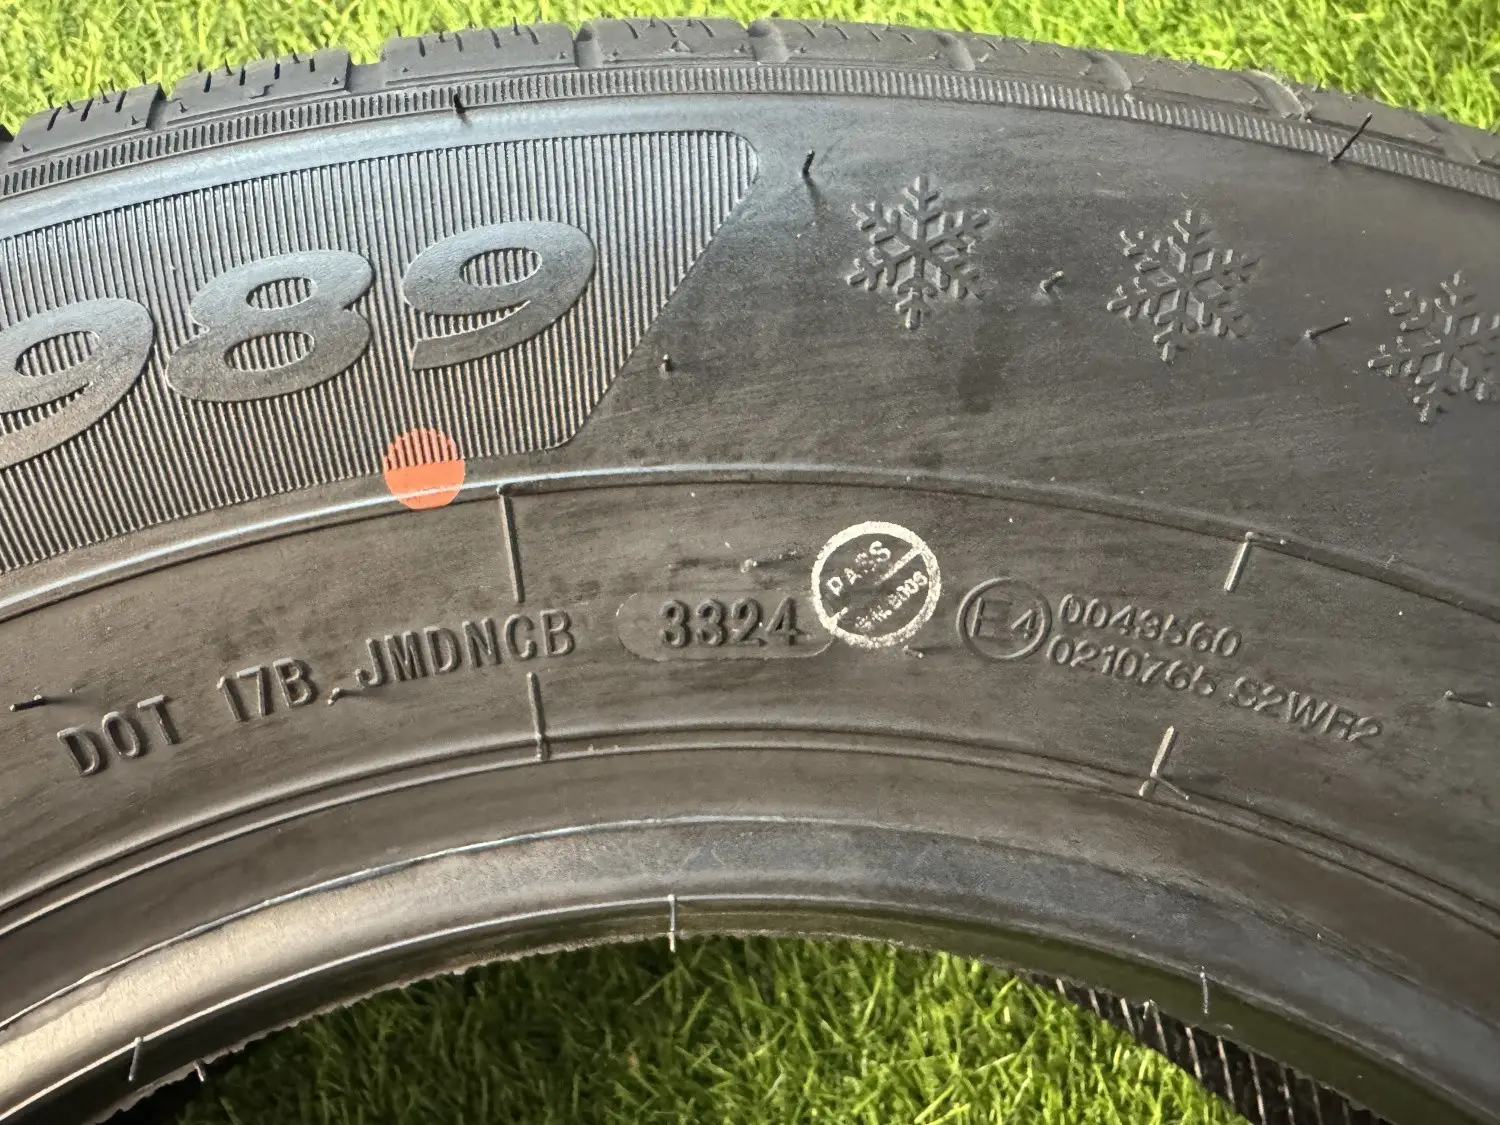 989
DOT 17B JMDNCB 3324
PASS
E4
0043560
0210765 S2WR2